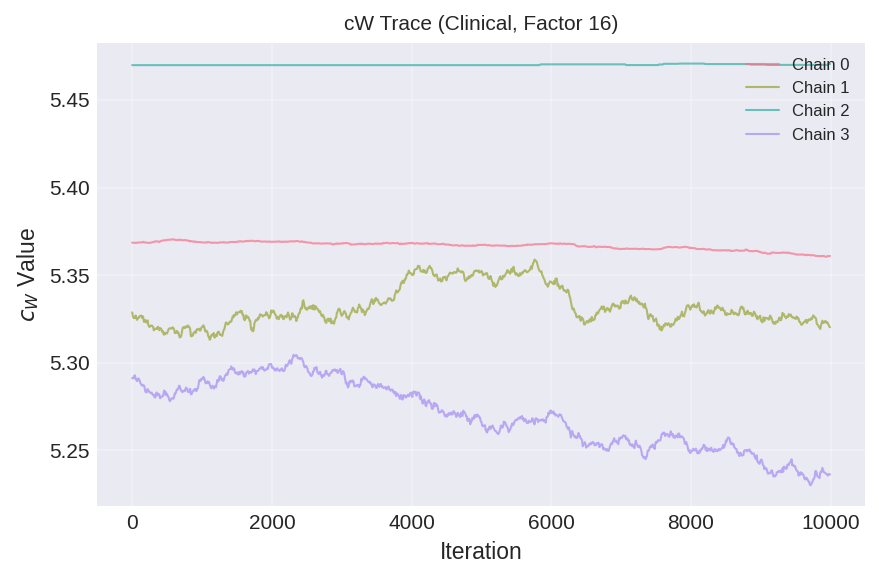 cW Trace (Clinical, Factor 16)
5.45
5.40
5.35
5.30
5.25
c_W Value
0 2000 4000 6000 8000 10000
Iteration
Chain 0
Chain 1
Chain 2
Chain 3